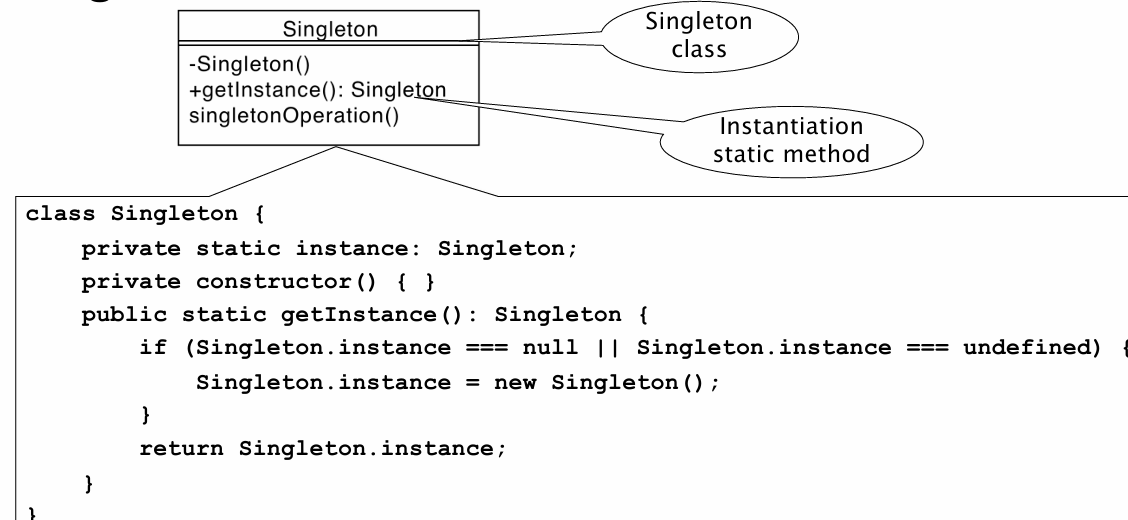 Singleton
-Singleton()
+getInstance(): Singleton
singletonOperation()
Singleton
class
Instantiation
static method
class Singleton {
    private static instance: Singleton;
    private constructor() { }
    public static getInstance(): Singleton {
        if (Singleton.instance === null || Singleton.instance === undefined) {
            Singleton.instance = new Singleton();
        }
        return Singleton.instance;
    }
}